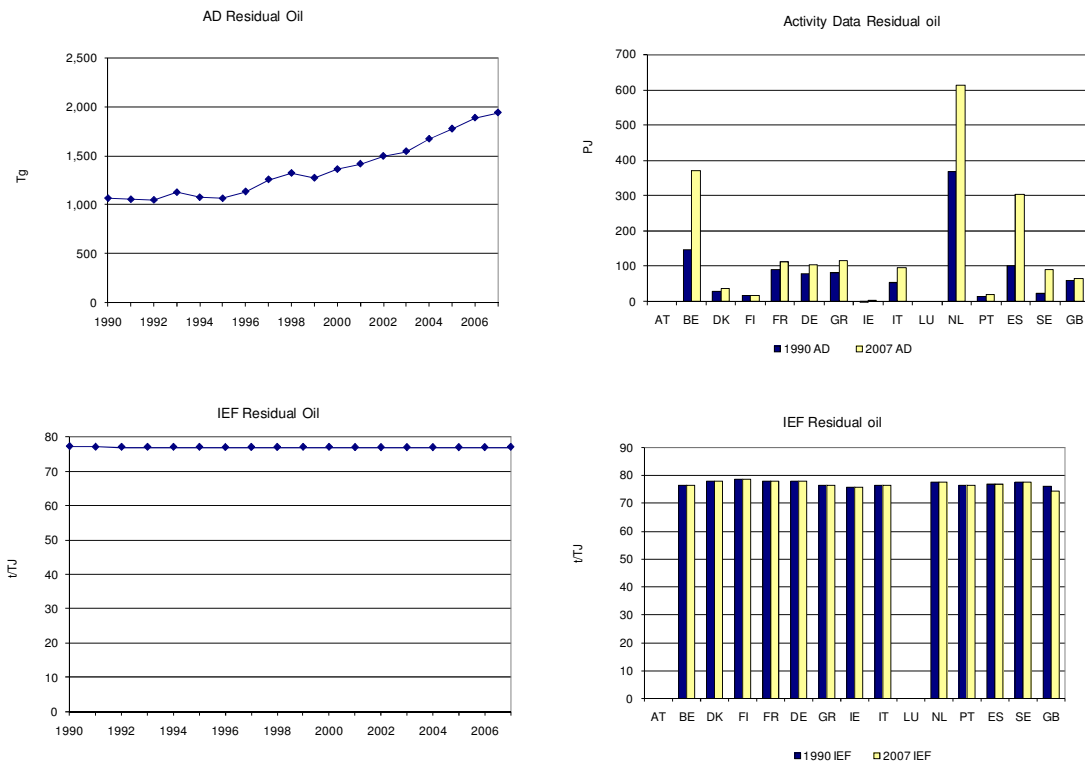 AD Residual Oil
2,500
2,000
1,500
1,000
500
0
Tg
1990 1992 1994 1996 1998 2000 2002 2004 2006
Activity Data Residual oil
700
600
500
400
300
200
100
0
PJ
AT BE DK FI FR DE GR IE IT LU NL PT ES SE GB
1990 AD 2007 AD
IEF Residual Oil
80
70
60
50
40
30
20
10
0
t/TJ
1990 1992 1994 1996 1998 2000 2002 2004 2006
IEF Residual oil
90
80
70
60
50
40
30
20
10
0
t/TJ
AT BE DK FI FR DE GR IE IT LU NL PT ES SE GB
1990 IEF 2007 IEF